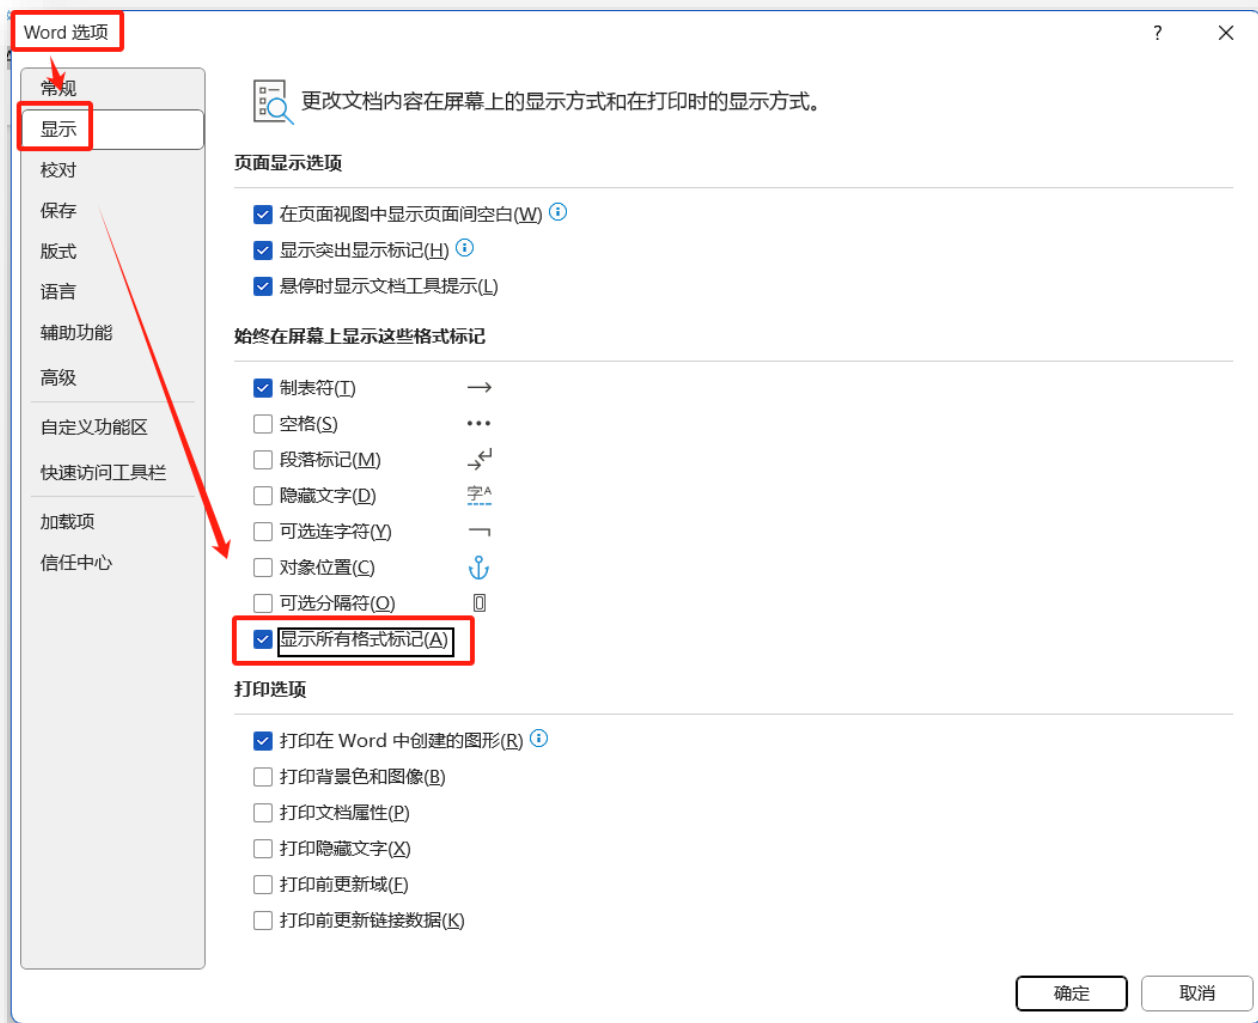 Word 选项
?
常规
显示
校对
保存
版式
语言
辅助功能
高级
自定义功能区
快速访问工具栏
加载项
信任中心
更改文档内容在屏幕上的显示方式和在打印时的显示方式。
页面显示选项
在页面视图中显示页面间空白(W)
显示突出显示标记(H)
悬停时显示文档工具提示(L)
始终在屏幕上显示这些格式标记
制表符(T)
空格(S)
段落标记(M)
隐藏文字(D) 字A
可选连字符(Y)
对象位置(C)
可选分隔符(O)
显示所有格式标记(A)
打印选项
打印在 Word 中创建的图形(R)
打印背景色和图像(B)
打印文档属性(P)
打印隐藏文字(X)
打印前更新域(F)
打印前更新链接数据(K)
确定
取消